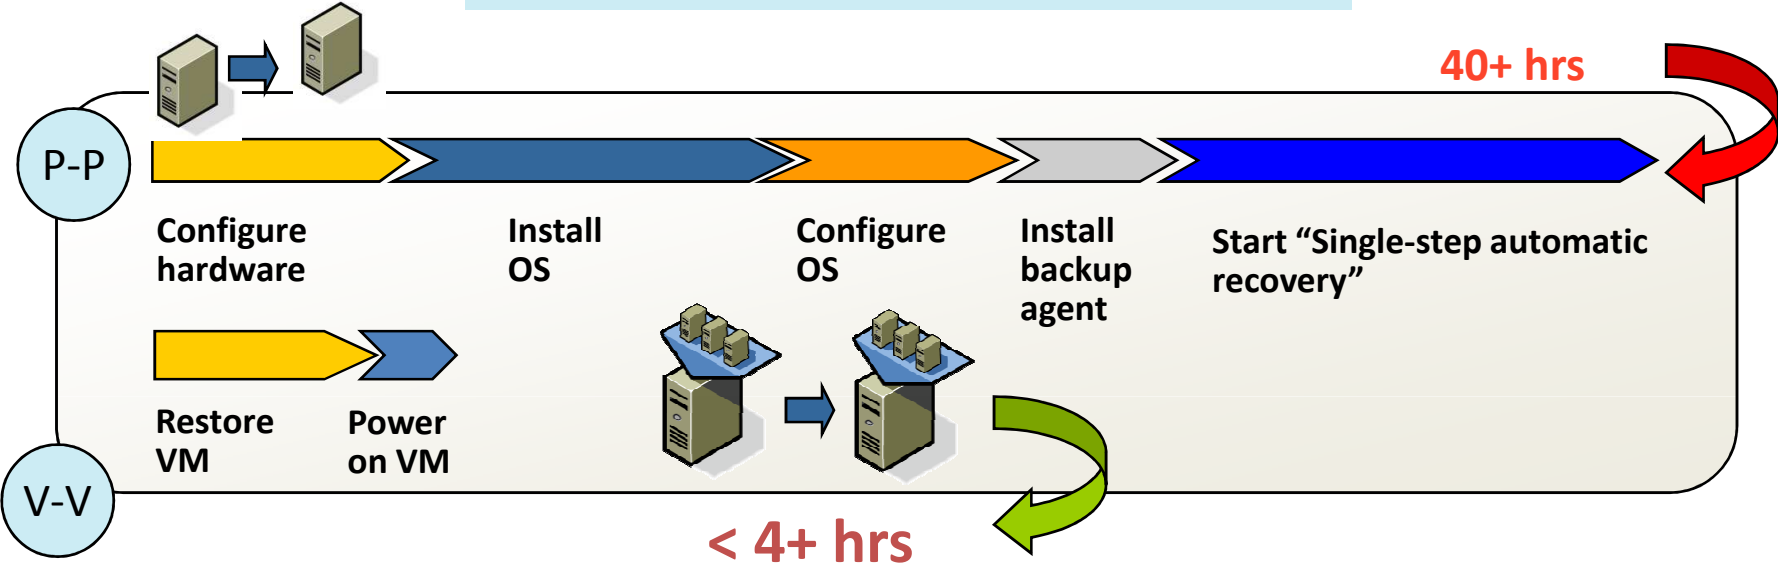 40+ hrs
P-P
Configure
hardware
Install
OS
Configure
OS
Install
backup
agent
Start “Single-step automatic
recovery”
Restore
VM
Power
on VM
V-V
< 4+ hrs